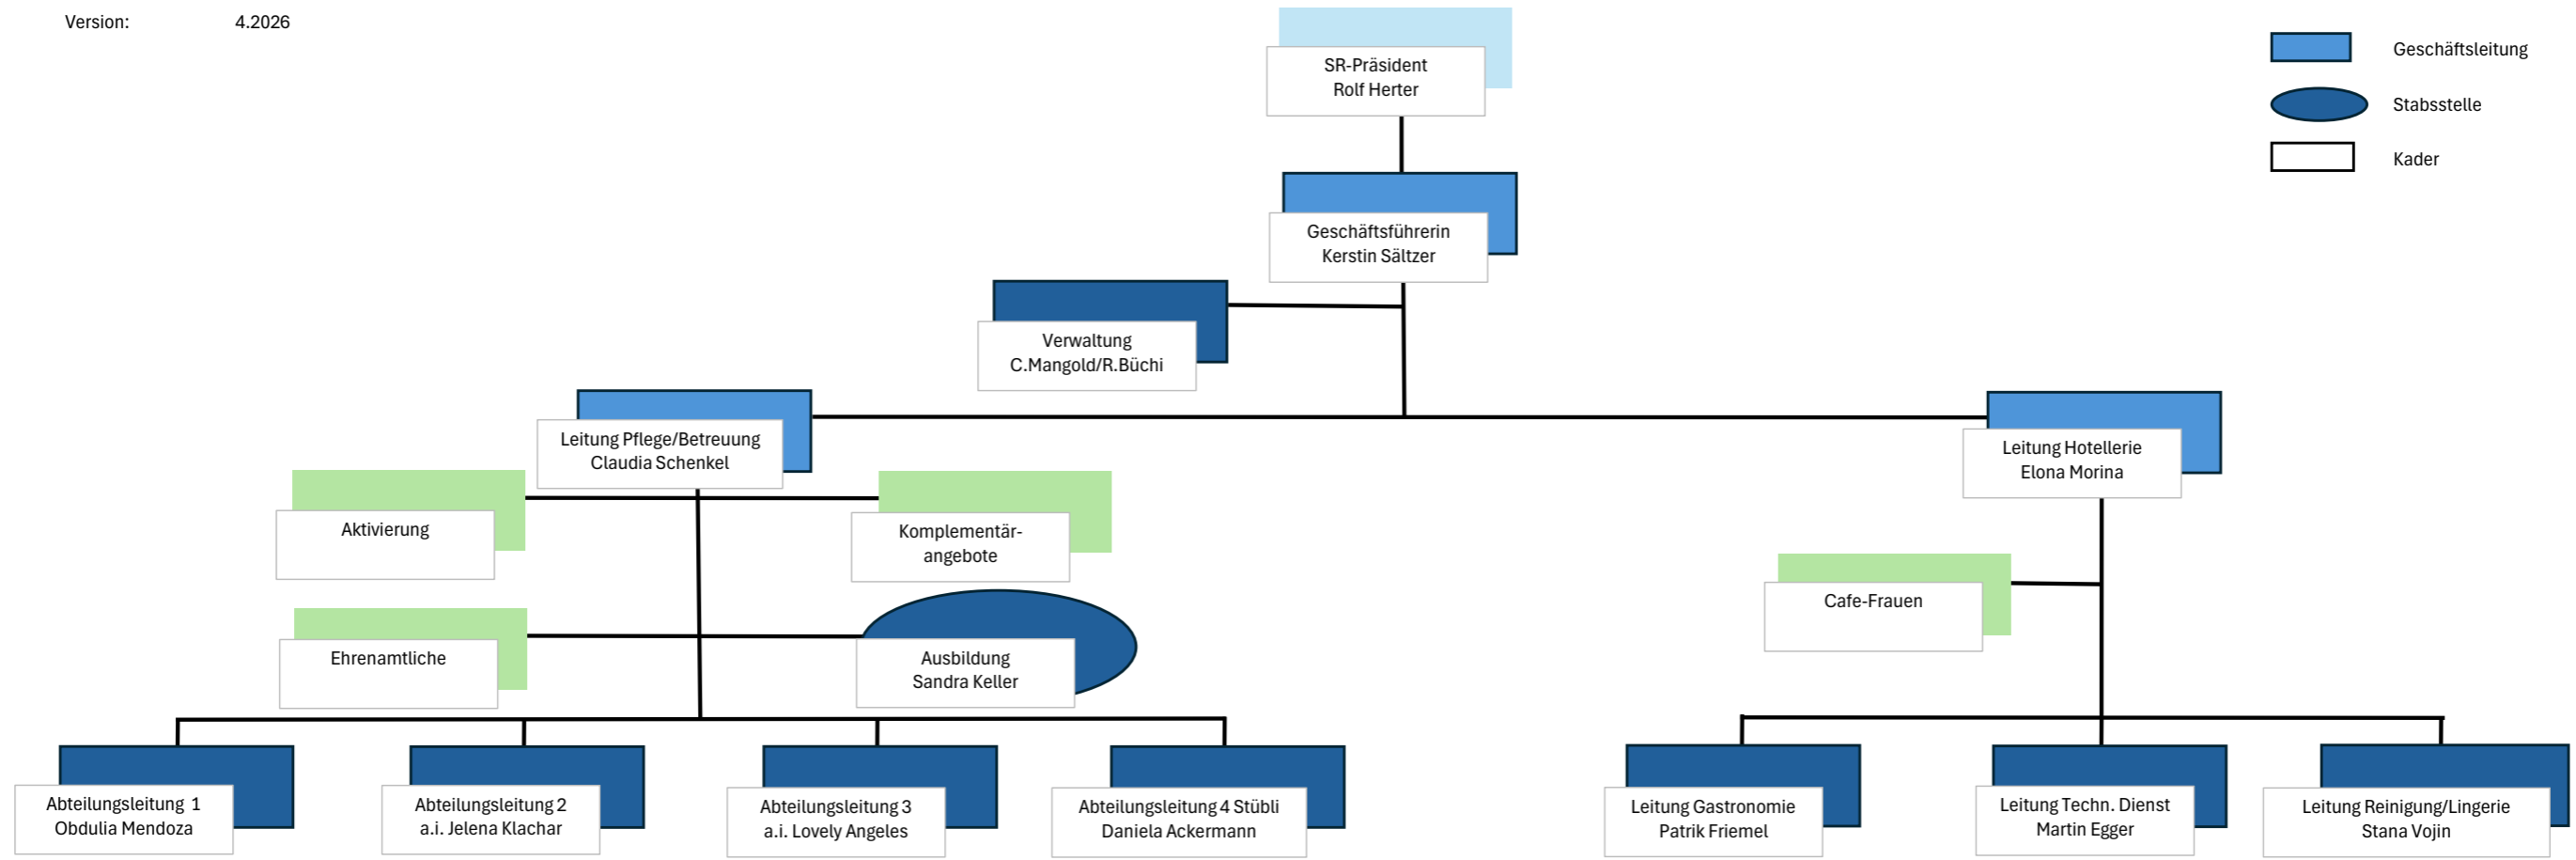 Version: 4.2026
Geschäftsleitung
Stabsstelle
Kader
SR-Präsident
Rolf Herter
Geschäftsführerin
Kerstin Sältzer
Verwaltung
C.Mangold/R.Büchi
Leitung Pflege/Betreuung
Claudia Schenkel
Leitung Hotellerie
Elona Morina
Aktivierung
Komplementär-
angebote
Ehrenamtliche
Ausbildung
Sandra Keller
Cafe-Frauen
Abteilungsleitung 1
Obdulia Mendoza
Abteilungsleitung 2
a.i. Jelena Klachar
Abteilungsleitung 3
a.i. Lovely Angeles
Abteilungsleitung 4 Stübli
Daniela Ackermann
Leitung Gastronomie
Patrik Friemel
Leitung Techn. Dienst
Martin Egger
Leitung Reinigung/Lingerie
Stana Vojin